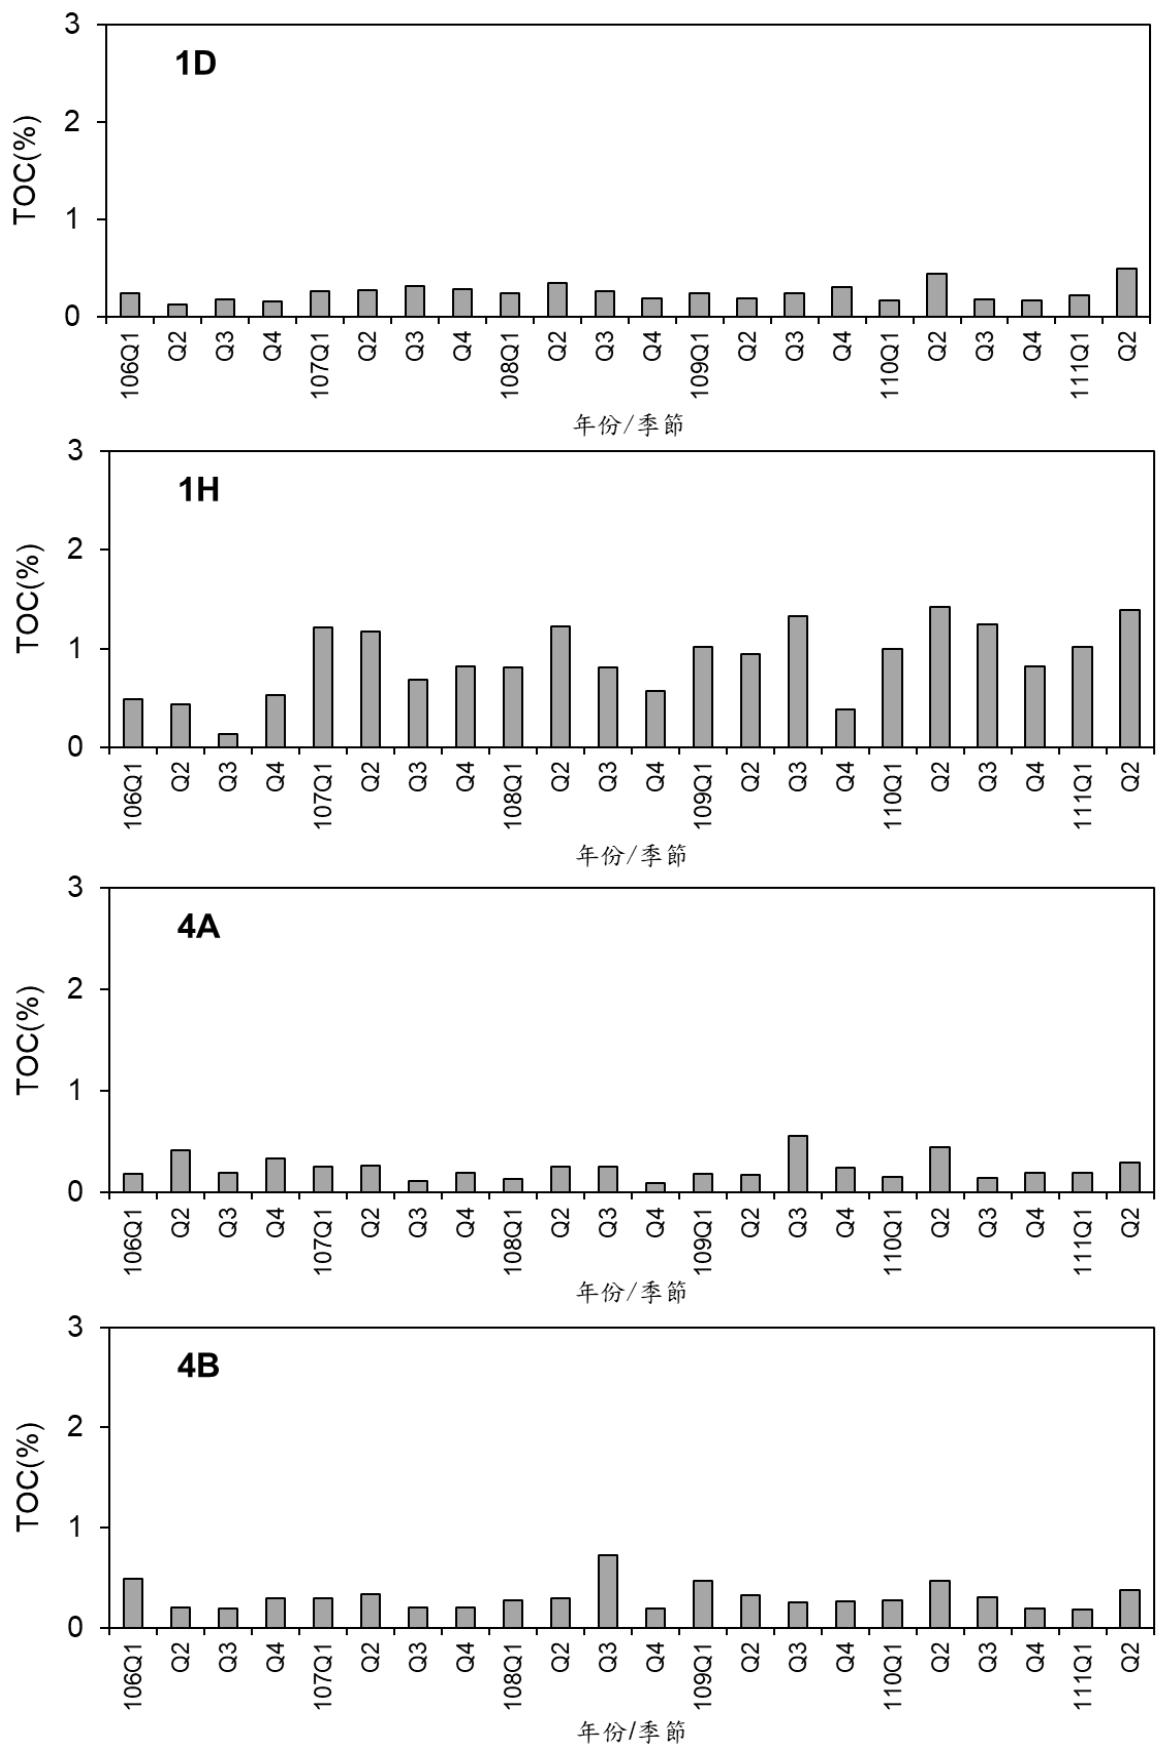 3
1D
2
TOC(%)
1
0
106Q1 Q2 Q3 Q4 107Q1 Q2 Q3 Q4 108Q1 Q2 Q3 Q4 109Q1 Q2 Q3 Q4 110Q1 Q2 Q3 Q4 111Q1 Q2
年份/季節
3
1H
2
TOC(%)
1
0
106Q1 Q2 Q3 Q4 107Q1 Q2 Q3 Q4 108Q1 Q2 Q3 Q4 109Q1 Q2 Q3 Q4 110Q1 Q2 Q3 Q4 111Q1 Q2
年份/季節
3
4A
2
TOC(%)
1
0
106Q1 Q2 Q3 Q4 107Q1 Q2 Q3 Q4 108Q1 Q2 Q3 Q4 109Q1 Q2 Q3 Q4 110Q1 Q2 Q3 Q4 111Q1 Q2
年份/季節
3
4B
2
TOC(%)
1
0
106Q1 Q2 Q3 Q4 107Q1 Q2 Q3 Q4 108Q1 Q2 Q3 Q4 109Q1 Q2 Q3 Q4 110Q1 Q2 Q3 Q4 111Q1 Q2
年份/季節